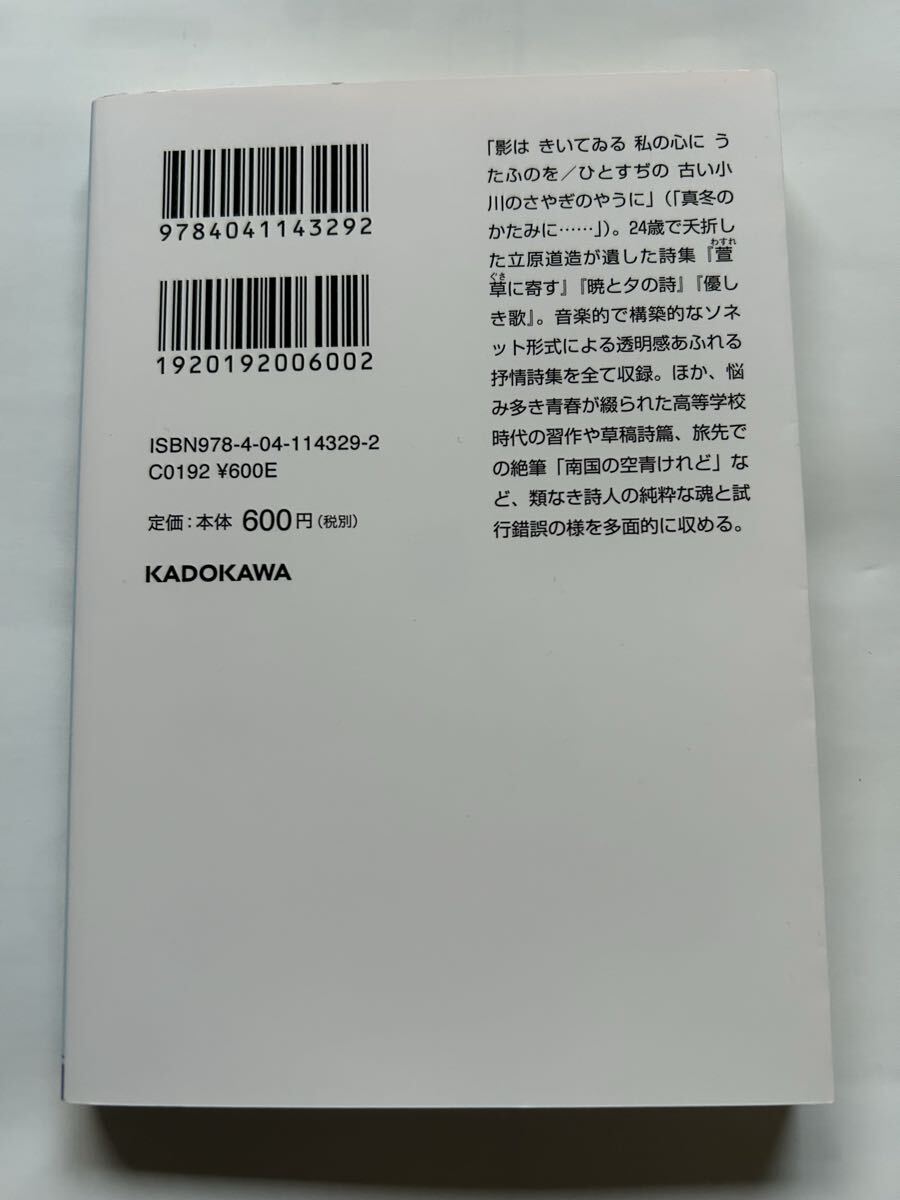 9784041143292
1920192006002
ISBN978-4-04-114329-2
C0192 ¥600E
定価：本体 600円（税別）
KADOKAWA
「影は きいてゐる 私の心に う
たふのを／ひとすぢの 古い小
川のさやぎのやうに」（「真冬の
かたみに……」）。24歳で夭折し
た立原道造が遺した詩集『萱
わすれ
草に寄す』『暁と夕の詩』『優し
ぐさ
き歌』。音楽的で構築的なソネ
ット形式による透明感あふれる
抒情詩集を全て収録。ほか、悩
み多き青春が綴られた高等学校
時代の習作や草稿詩篇、旅先で
の絶筆「南国の空青けれど」な
ど、類なき詩人の純粋な魂と試
行錯誤の様を多面的に収める。